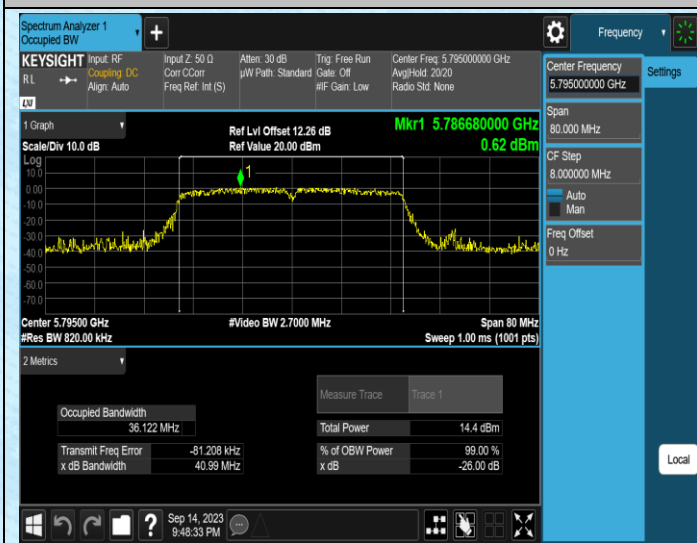 Spectrum Analyzer 1
Occupied BW
+
Frequency
KEYSIGHT
RL
LXI
Input: RF
Coupling: DC
Align: Auto
Input Z: 50 Ω
Corr CCorr
Freq Ref: Int (S)
Atten: 30 dB
µW Path: Standard
Trig: Free Run
Gate: Off
#IF Gain: Low
Center Freq: 5.795000000 GHz
Avg|Hold: 20/20
Radio Std: None
Center Frequency
5.795000000 GHz
Settings
Span
80.000 MHz
CF Step
8.000000 MHz
Auto
Man
Freq Offset
0 Hz
Local
1 Graph
Scale/Div 10.0 dB
Ref Lvl Offset 12.26 dB
Ref Value 20.00 dBm
Mkr1 5.786680000 GHz
0.62 dBm
Log
10.0
0.00
-10.0
-20.0
-30.0
-40.0
-50.0
-60.0
-70.0
1
Center 5.79500 GHz
#Res BW 820.00 kHz
#Video BW 2.7000 MHz
Span 80 MHz
Sweep 1.00 ms (1001 pts)
2 Metrics
Measure Trace
Trace 1
Occupied Bandwidth
36.122 MHz
Total Power 14.4 dBm
Transmit Freq Error -81.208 kHz
% of OBW Power 99.00 %
x dB Bandwidth 40.99 MHz
x dB -26.00 dB
?
Sep 14, 2023
9:48:33 PM